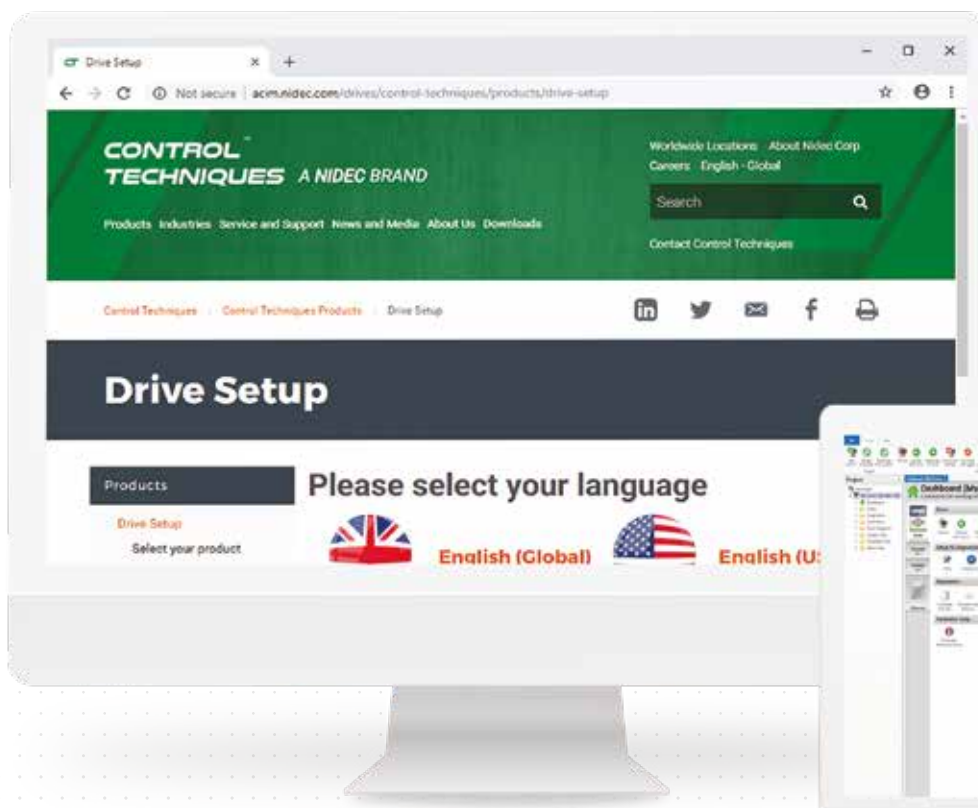 Drive Setup
Not secure | acim.nidec.com/drives/control-techniques/products/drive-setup
CONTROL
TECHNIQUES A NIDEC BRAND
Worldwide Locations About Nidec Corp
Careers English - Global
Search
Products Industries Service and Support News and Media About Us Downloads
Contact Control Techniques
Control Techniques Control Techniques Products Drive Setup
Drive Setup
Products
Drive Setup
Select your product
Please select your language
English (Global)
English (U
Project
Dashboard (My